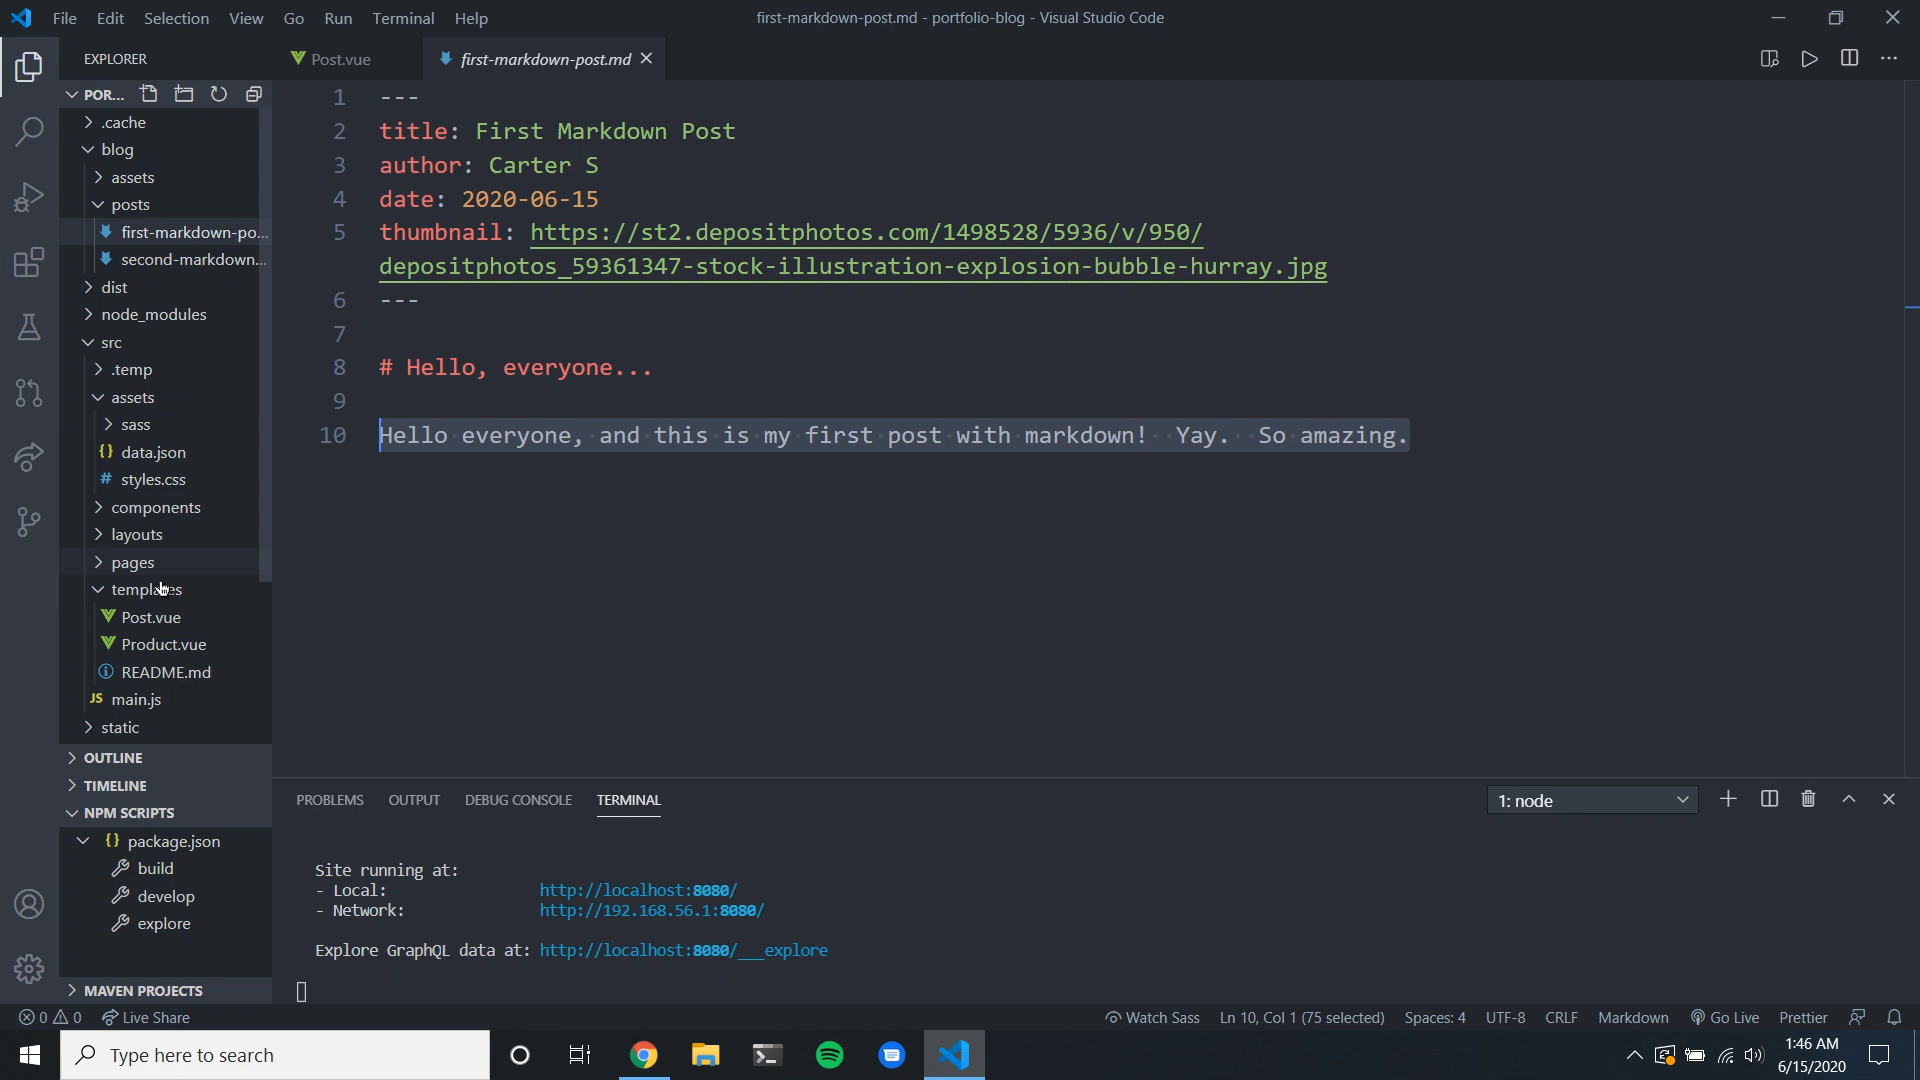 File Edit Selection View Go Run Terminal Help
first-markdown-post.md - portfolio-blog - Visual Studio Code
EXPLORER
Post.vue
first-markdown-post.md
POR...
.cache
blog
assets
posts
first-markdown-po...
second-markdown...
dist
node_modules
src
.temp
assets
sass
data.json
styles.css
components
layouts
pages
templates
Post.vue
Product.vue
README.md
JS main.js
static
OUTLINE
TIMELINE
NPM SCRIPTS
package.json
build
develop
explore
MAVEN PROJECTS
1 ---
2 title: First Markdown Post
3 author: Carter S
4 date: 2020-06-15
5 thumbnail: https://st2.depositphotos.com/1498528/5936/v/950/
depositphotos_59361347-stock-illustration-explosion-bubble-hurray.jpg
6 ---
7
8 # Hello, everyone...
9
10 Hello everyone, and this is my first post with markdown!  Yay.  So amazing.
PROBLEMS OUTPUT DEBUG CONSOLE TERMINAL
1: node
Site running at:
- Local: http://localhost:8080/
- Network: http://192.168.56.1:8080/
Explore GraphQL data at: http://localhost:8080/___explore
0 0 Live Share
Watch Sass Ln 10, Col 1 (75 selected) Spaces: 4 UTF-8 CRLF Markdown Go Live Prettier
Type here to search
1:46 AM
6/15/2020